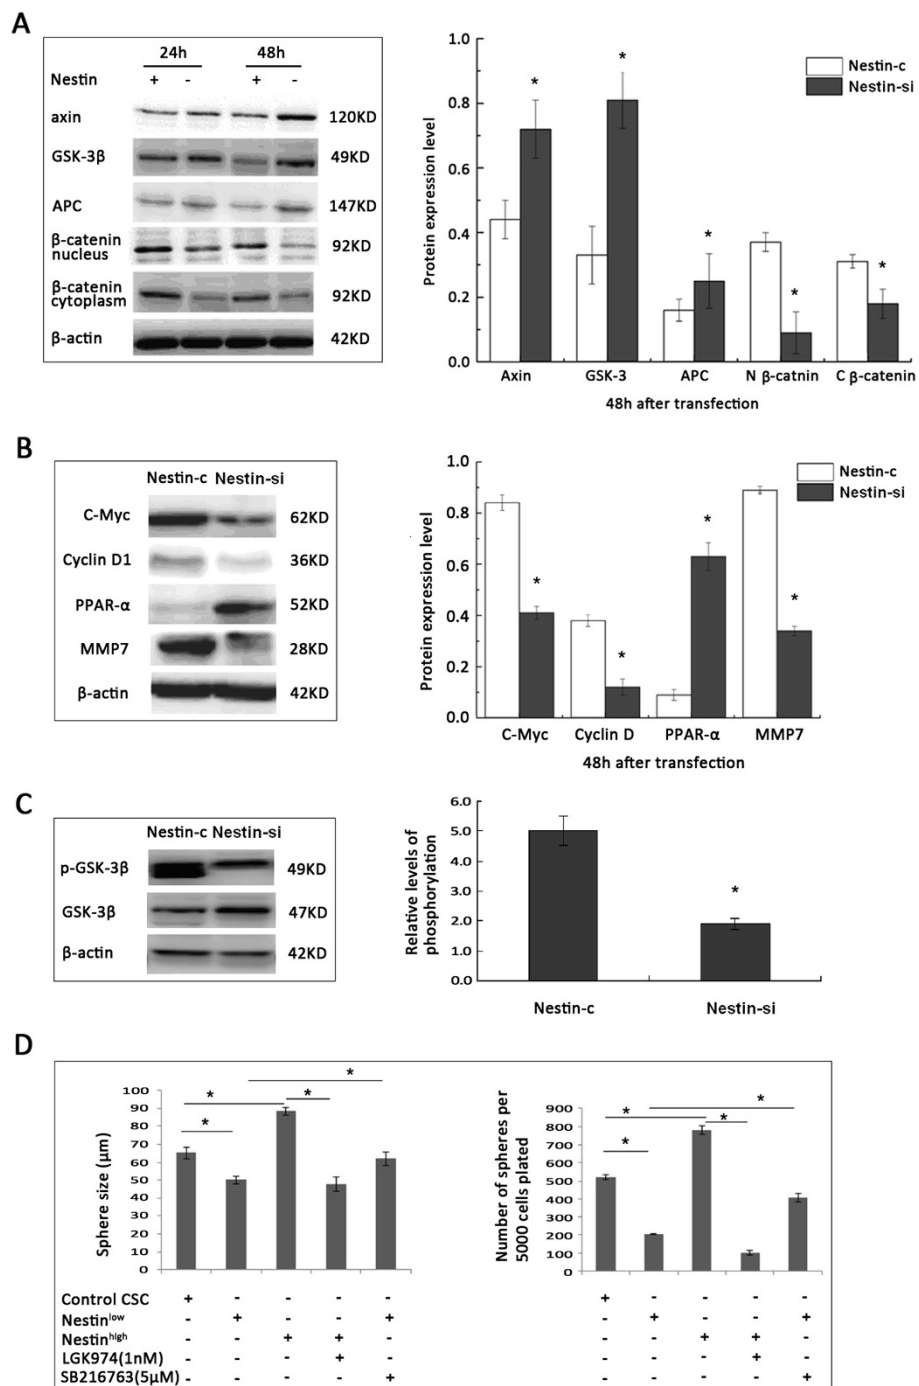 A
24h 48h
Nestin + - + -
axin 120KD
GSK-3β 49KD
APC 147KD
β-catenin
nucleus 92KD
β-catenin
cytoplasm 92KD
β-actin 42KD
Protein expression level
1.0
0.8
0.6
0.4
0.2
0.0
Nestin-c
Nestin-si
* * * * *
Axin GSK-3 APC N β-catnin C β-catenin
48h after transfection
B
Nestin-c Nestin-si
C-Myc 62KD
Cyclin D1 36KD
PPAR-α 52KD
MMP7 28KD
β-actin 42KD
Protein expression level
1.0
0.8
0.6
0.4
0.2
0.0
Nestin-c
Nestin-si
* * * *
C-Myc Cyclin D PPAR-α MMP7
48h after transfection
C
Nestin-c Nestin-si
p-GSK-3β 49KD
GSK-3β 47KD
β-actin 42KD
Relative levels of
phosphorylation
6.0
5.0
4.0
3.0
2.0
1.0
0.0
*
Nestin-c Nestin-si
D
Sphere size (μm)
90
80
70
60
50
40
30
20
10
0
* * * *
Number of spheres per
5000 cells plated
900
800
700
600
500
400
300
200
100
0
* * * *
Control CSC + - - - - + - - - -
Nestinlow - + - - + - + - - +
Nestinhigh - - + + - - - + + -
LGK974(1nM) - - - + - - - - + -
SB216763(5μM) - - - - + - - - - +